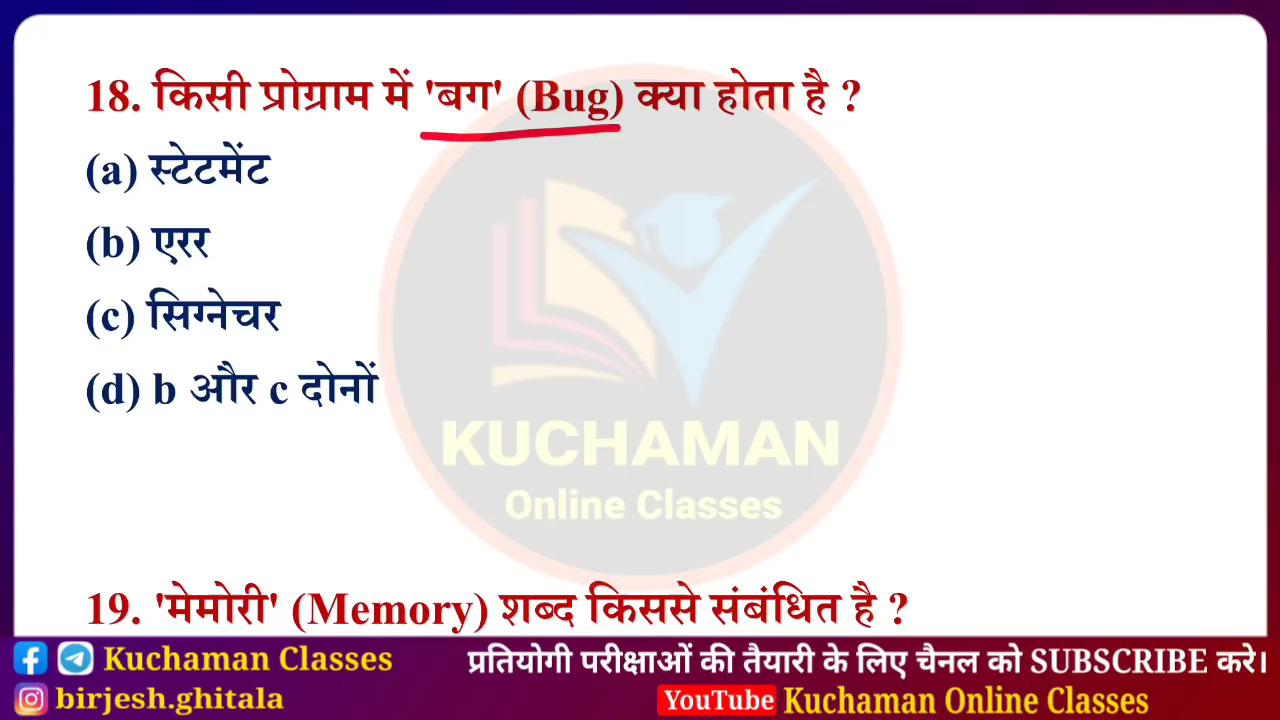 18. किसी प्रोग्राम में 'बग' (Bug) क्या होता है ?
(a) स्टेटमेंट
(b) एरर
(c) सिग्नेचर
(d) b और c दोनों
KUCHAMAN
Online Classes
19. 'मेमोरी' (Memory) शब्द किससे संबंधित है ?
Kuchaman Classes
प्रतियोगी परीक्षाओं की तैयारी के लिए चैनल को SUBSCRIBE करे।
birjesh.ghitala
YouTube Kuchaman Online Classes